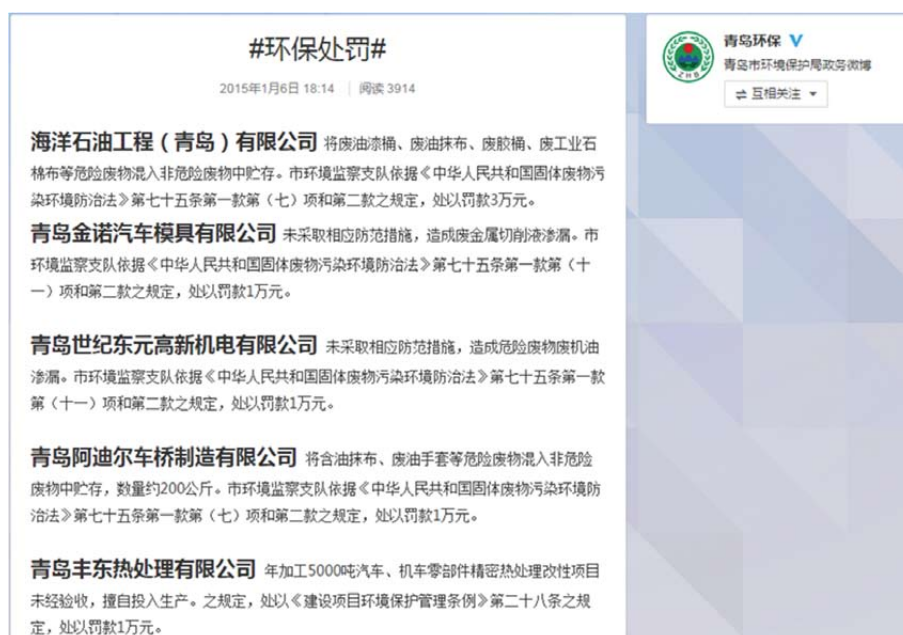 #环保处罚#
2015年1月6日 18:14 | 阅读 3914
海洋石油工程（青岛）有限公司 将废油漆桶、废油抹布、废胶桶、废工业石
棉布等危险废物混入非危险废物中贮存。市环境监察支队依据《中华人民共和国固体废物污
染环境防治法》第七十五条第一款第（七）项和第二款之规定，处以罚款3万元。
青岛金诺汽车模具有限公司 未采取相应防范措施，造成废金属切削液渗漏。市
环境监察支队依据《中华人民共和国固体废物污染环境防治法》第七十五条第一款第（十
一）项和第二款之规定，处以罚款1万元。
青岛世纪东元高新机电有限公司 未采取相应防范措施，造成危险废物废机油
渗漏。市环境监察支队依据《中华人民共和国固体废物污染环境防治法》第七十五条第一款
第（十一）项和第二款之规定，处以罚款1万元。
青岛阿迪尔车桥制造有限公司 将含油抹布、废油手套等危险废物混入非危险
废物中贮存，数量约200公斤。市环境监察支队依据《中华人民共和国固体废物污染环境防
治法》第七十五条第一款第（七）项和第二款之规定，处以罚款1万元。
青岛丰东热处理有限公司 年加工5000吨汽车、机车零部件精密热处理改性项目
未经验收，擅自投入生产。之规定，处以《建设项目环境保护管理条例》第二十八条之规
定，处以罚款1万元。
青岛环保
青岛市环境保护局政务微博
互相关注
ZHB